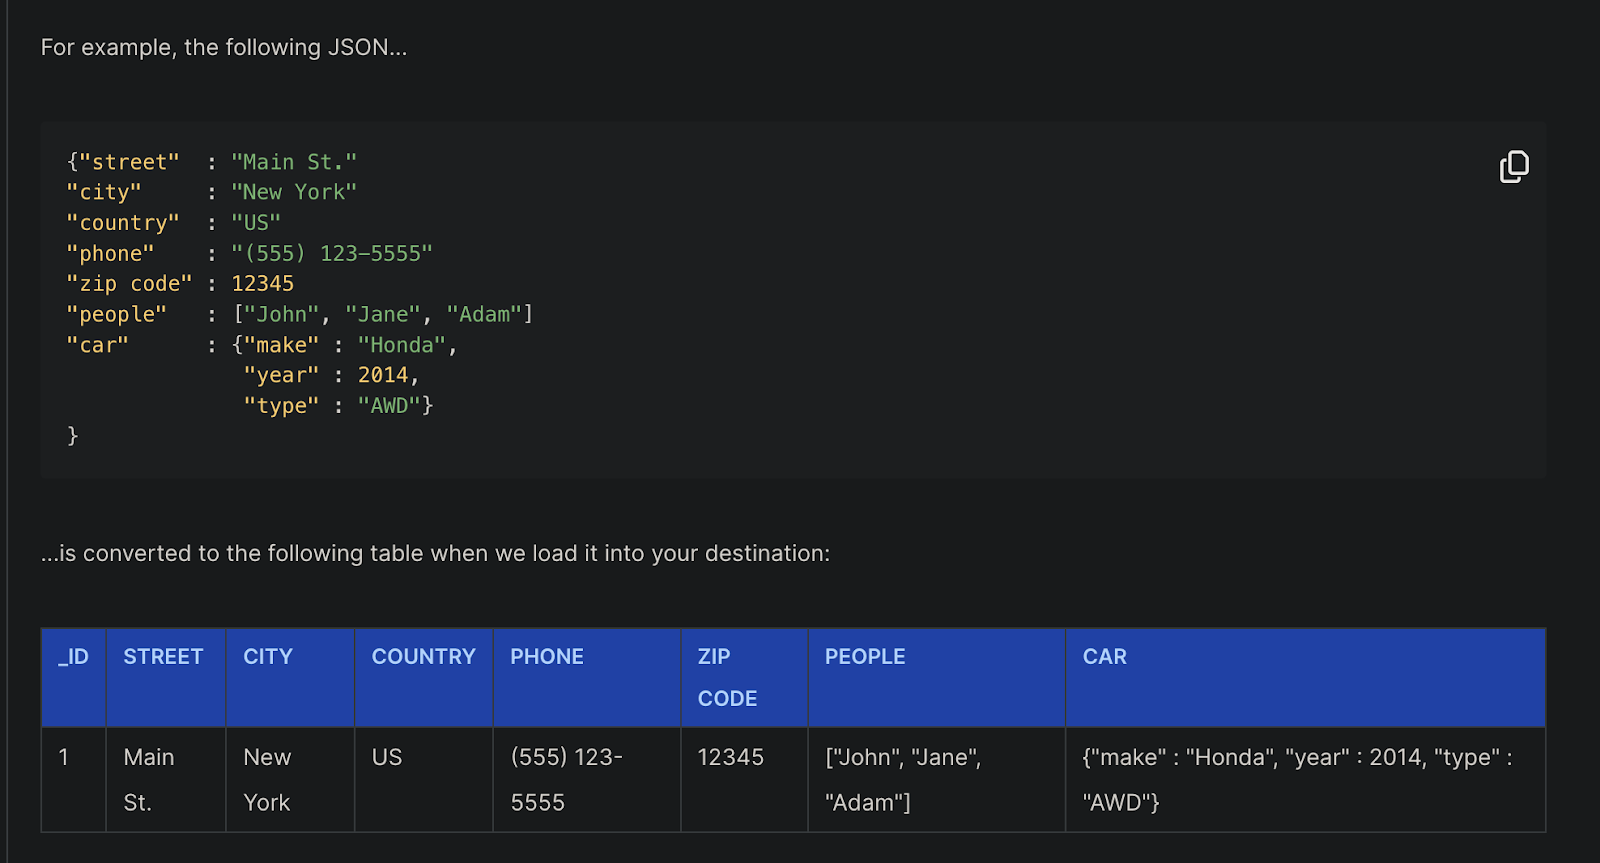 For example, the following JSON...
{"street"  : "Main St."
"city"     : "New York"
"country"  : "US"
"phone"    : "(555) 123-5555"
"zip code" : 12345
"people"   : ["John", "Jane", "Adam"]
"car"      : {"make" : "Honda",
              "year" : 2014,
              "type" : "AWD"}
}
...is converted to the following table when we load it into your destination:
_ID STREET CITY COUNTRY PHONE ZIP PEOPLE CAR
CODE
1 Main New US (555) 123- 12345 ["John", "Jane", {"make" : "Honda", "year" : 2014, "type" :
St. York 5555 "Adam"] "AWD"}